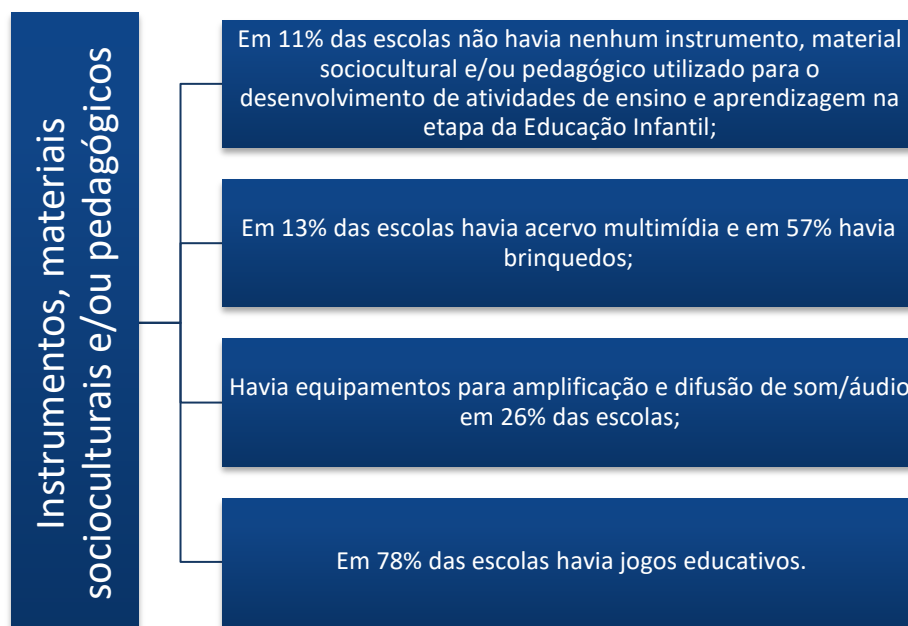 Instrumentos, materiais
socioculturais e/ou pedagógicos
Em 11% das escolas não havia nenhum instrumento, material
sociocultural e/ou pedagógico utilizado para o
desenvolvimento de atividades de ensino e aprendizagem na
etapa da Educação Infantil;
Em 13% das escolas havia acervo multimídia e em 57% havia
brinquedos;
Havia equipamentos para amplificação e difusão de som/áudio
em 26% das escolas;
Em 78% das escolas havia jogos educativos.